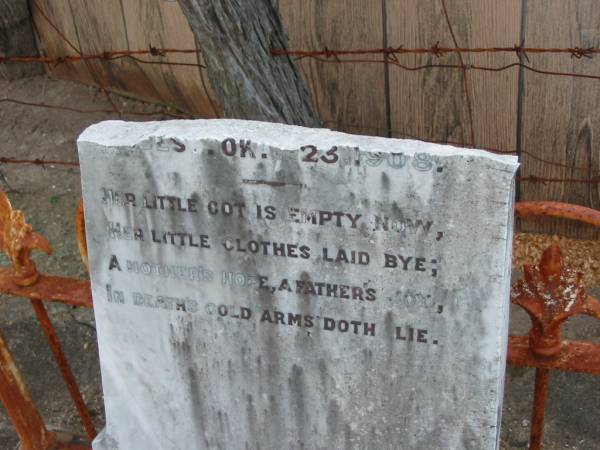 23. 1908.
HER LITTLE COT IS EMPTY NOW,
HER LITTLE CLOTHES LAID BYE;
A MOTHER'S HOPE, A FATHER'S JOY,
IN DEATH'S COLD ARMS DOTH LIE.